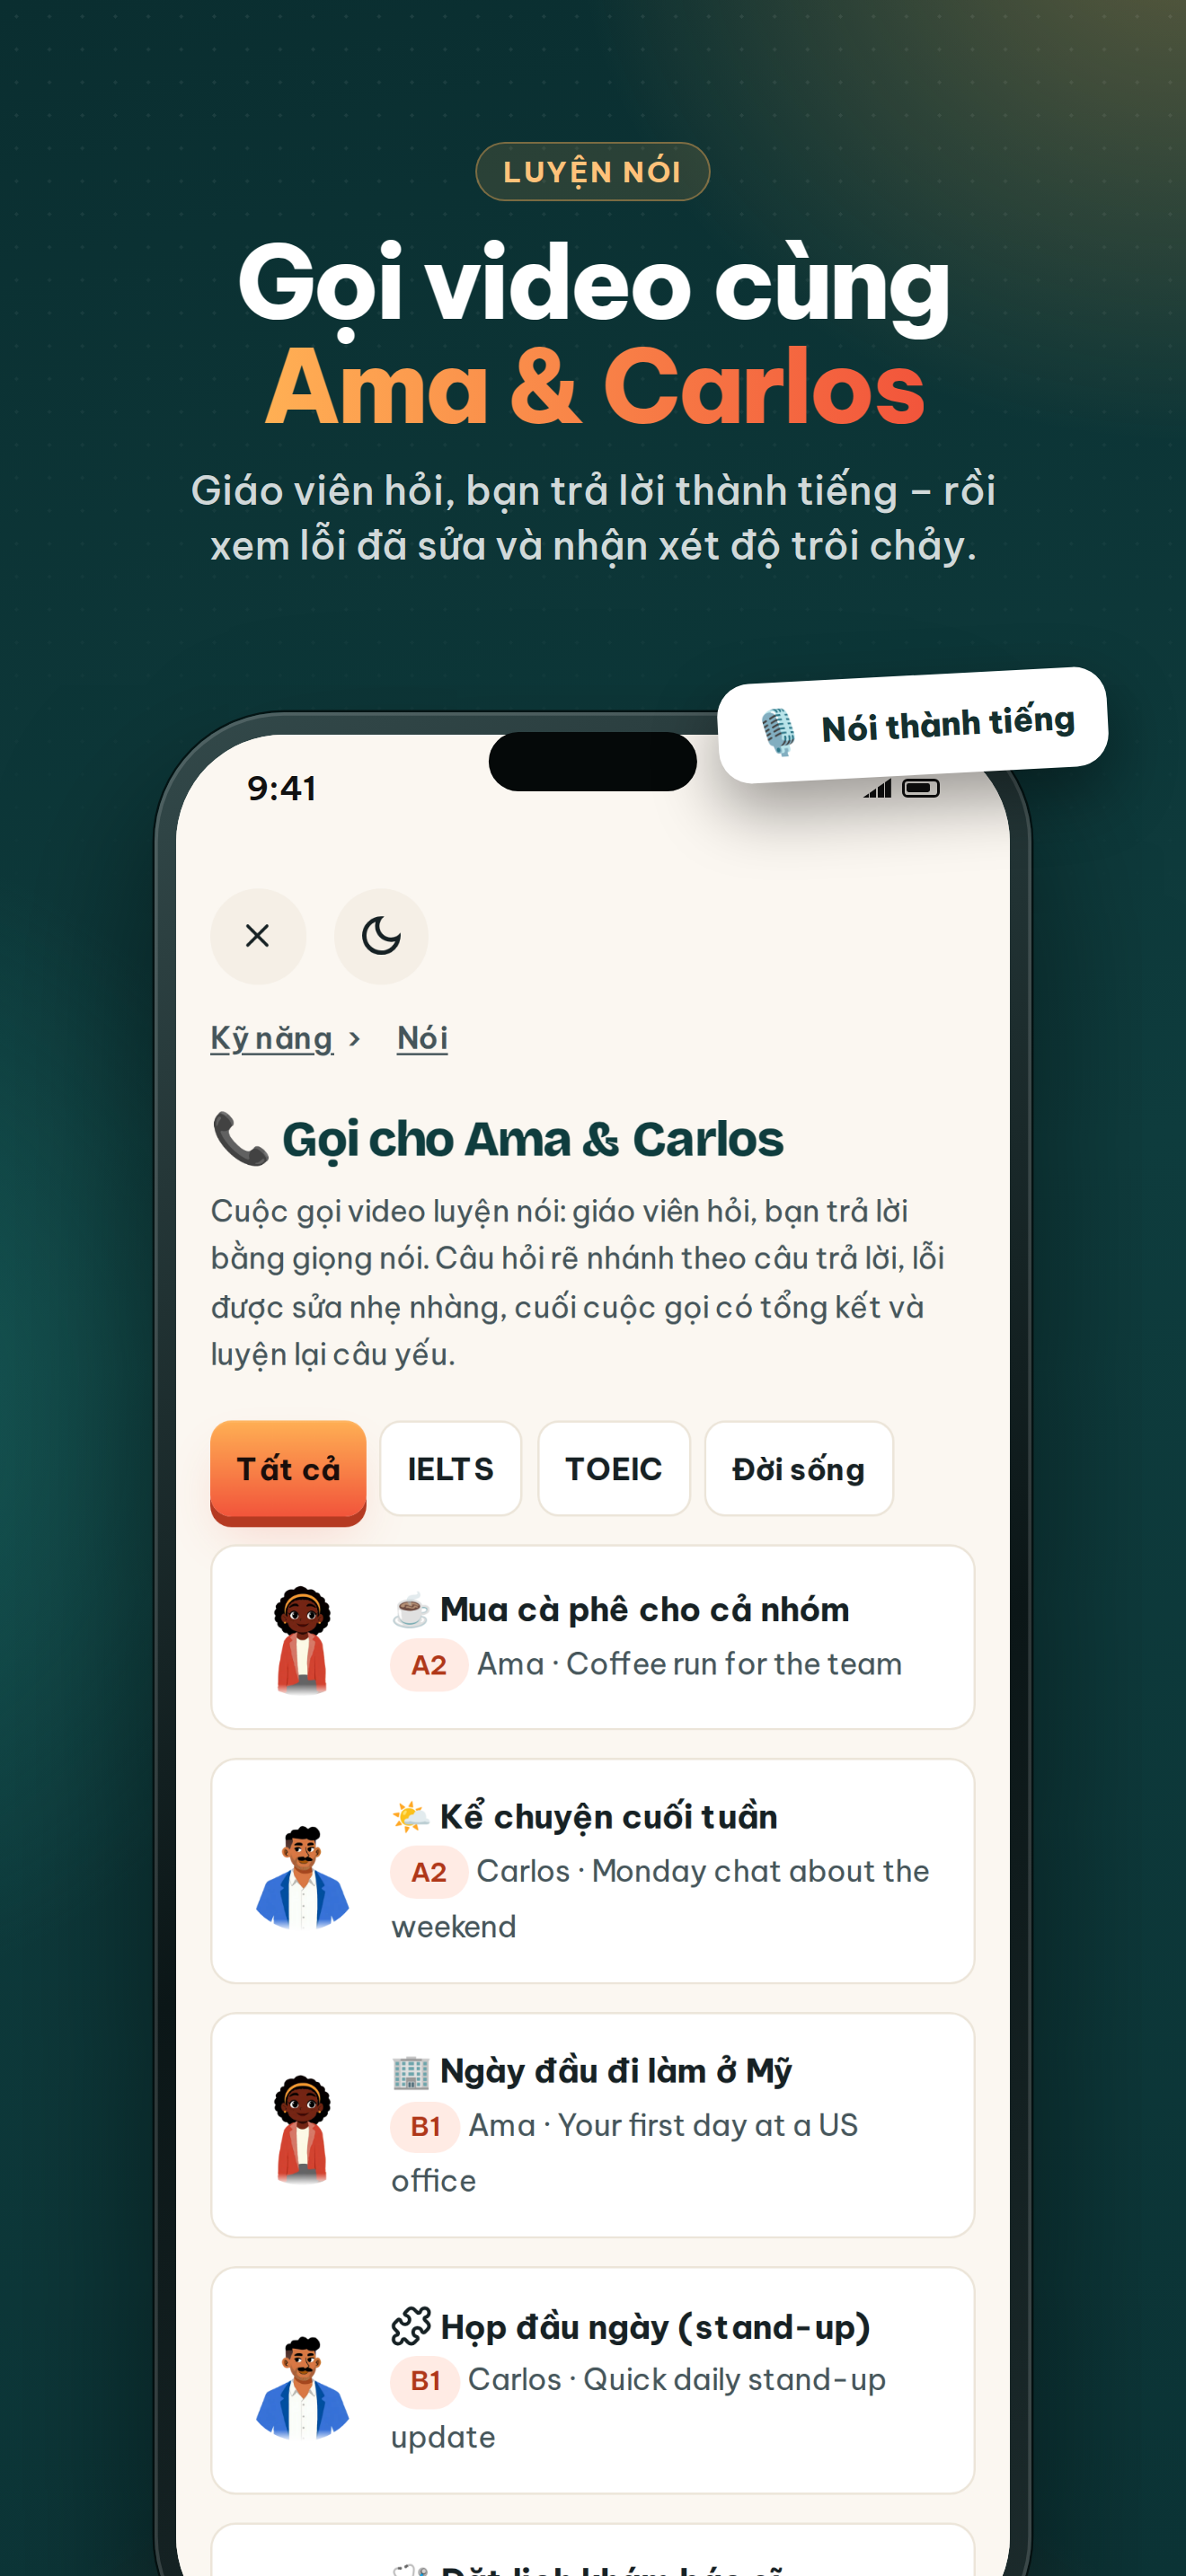 LUYỆN NÓI
Gọi video cùng
Ama & Carlos
Giáo viên hỏi, bạn trả lời thành tiếng – rồi
xem lỗi đã sửa và nhận xét độ trôi chảy.
Nói thành tiếng
9:41
Kỹ năng › Nói
Gọi cho Ama & Carlos
Cuộc gọi video luyện nói: giáo viên hỏi, bạn trả lời
bằng giọng nói. Câu hỏi rẽ nhánh theo câu trả lời, lỗi
được sửa nhẹ nhàng, cuối cuộc gọi có tổng kết và
luyện lại câu yếu.
Tất cả IELTS TOEIC Đời sống
Mua cà phê cho cả nhóm
A2 Ama · Coffee run for the team
Kể chuyện cuối tuần
A2 Carlos · Monday chat about the
weekend
Ngày đầu đi làm ở Mỹ
B1 Ama · Your first day at a US
office
Họp đầu ngày (stand-up)
B1 Carlos · Quick daily stand-up
update